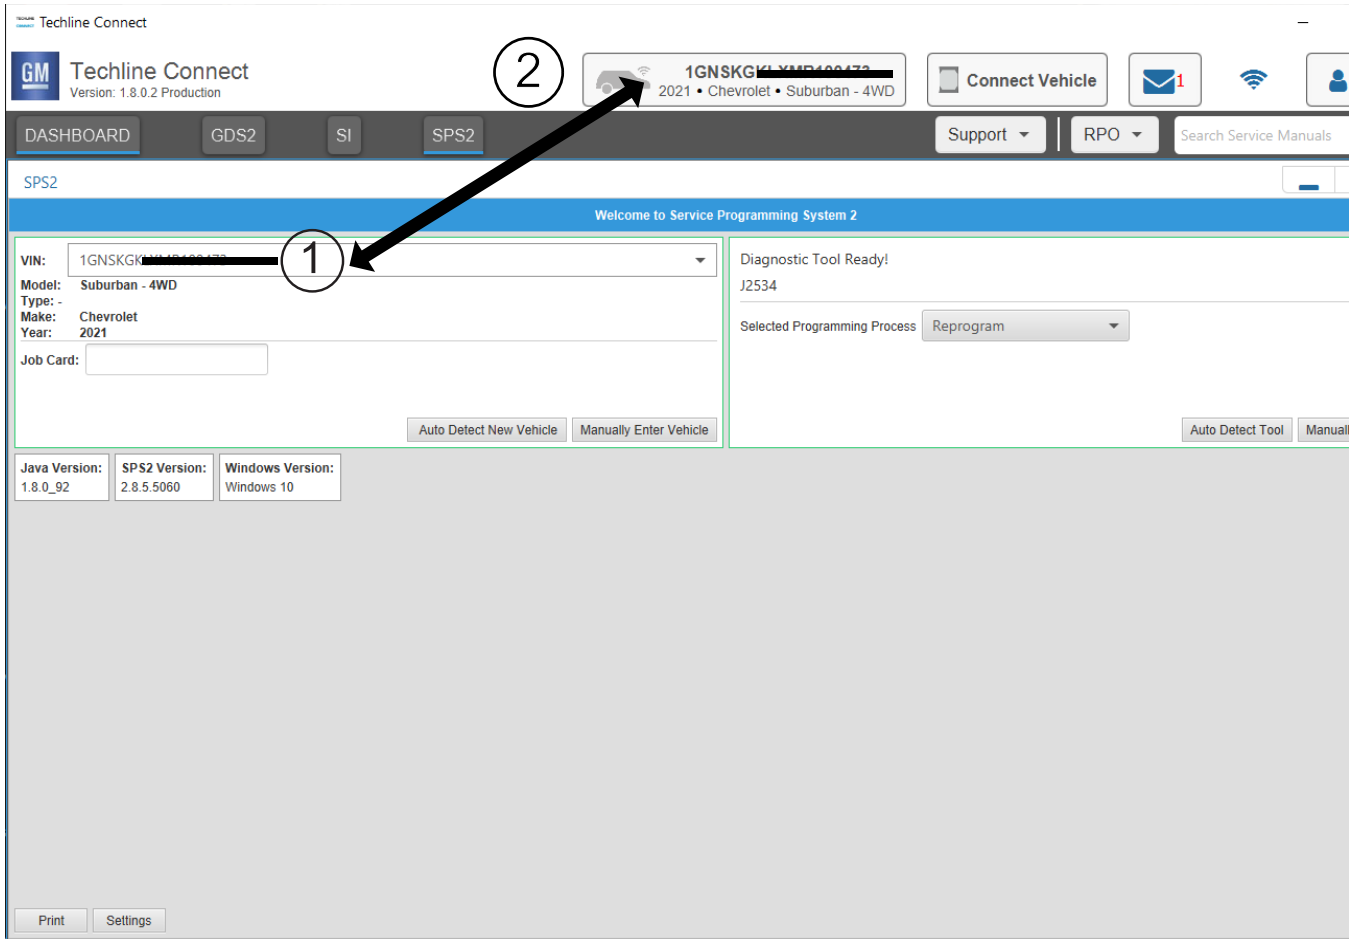 Techline Connect
GM
Techline Connect
Version: 1.8.0.2 Production
2
1GNSKGK
2021 • Chevrolet • Suburban - 4WD
Connect Vehicle
1
DASHBOARD
GDS2
SI
SPS2
Support
RPO
Search Service Manuals
SPS2
Welcome to Service Programming System 2
VIN:
1GNSKGK
1
Model: Suburban - 4WD
Type: -
Make: Chevrolet
Year: 2021
Job Card:
Auto Detect New Vehicle
Manually Enter Vehicle
Diagnostic Tool Ready!
J2534
Selected Programming Process
Reprogram
Auto Detect Tool
Manuall
Java Version:
1.8.0_92
SPS2 Version:
2.8.5.5060
Windows Version:
Windows 10
Print
Settings